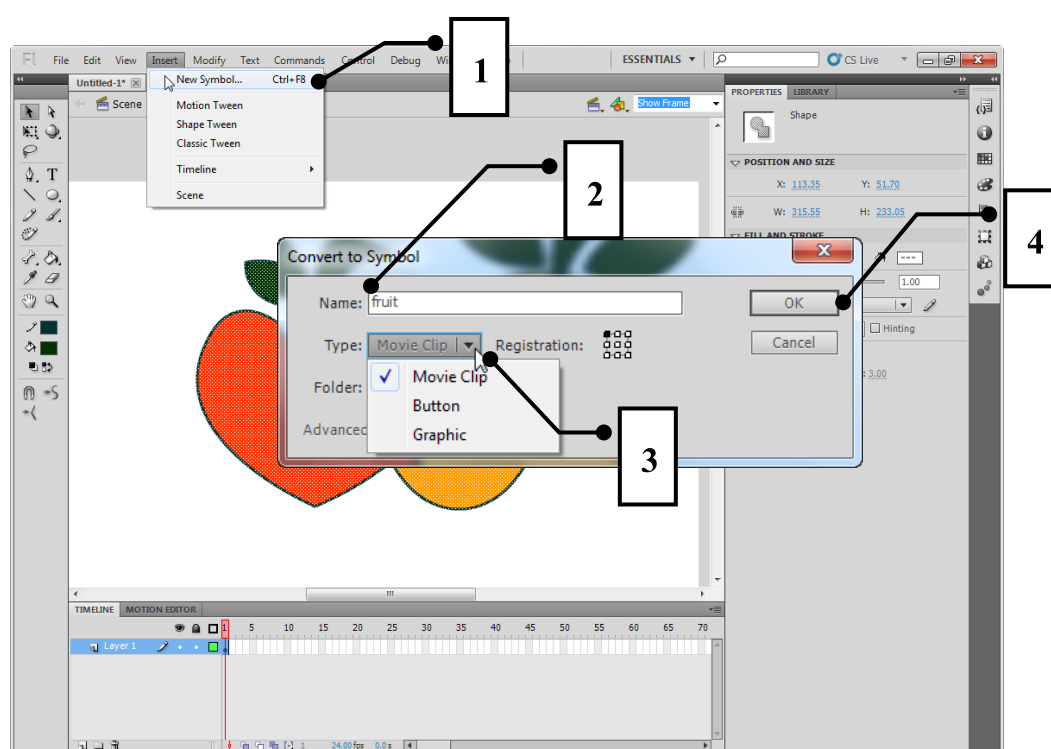 Fl File Edit View Insert Modify Text Commands Control Debug ESSENTIALS CS Live
1
Untitled-1*
New Symbol... Ctrl+F8
Motion Tween
Shape Tween
Classic Tween
Timeline
Scene
Scene
Show Frame
PROPERTIES LIBRARY
Shape
POSITION AND SIZE
X: 113.35 Y: 51.70
W: 315.55 H: 233.05
FILL AND STROKE
1.00
Hinting
: 3.00
2
4
Convert to Symbol
Name: fruit
OK
Type: Movie Clip Registration:
Cancel
Movie Clip
Folder:
Button
Advanced
Graphic
3
TIMELINE MOTION EDITOR
1 5 10 15 20 25 30 35 40 45 50 55 60 65 70
Layer 1
1 24.00 fps 0.0 s